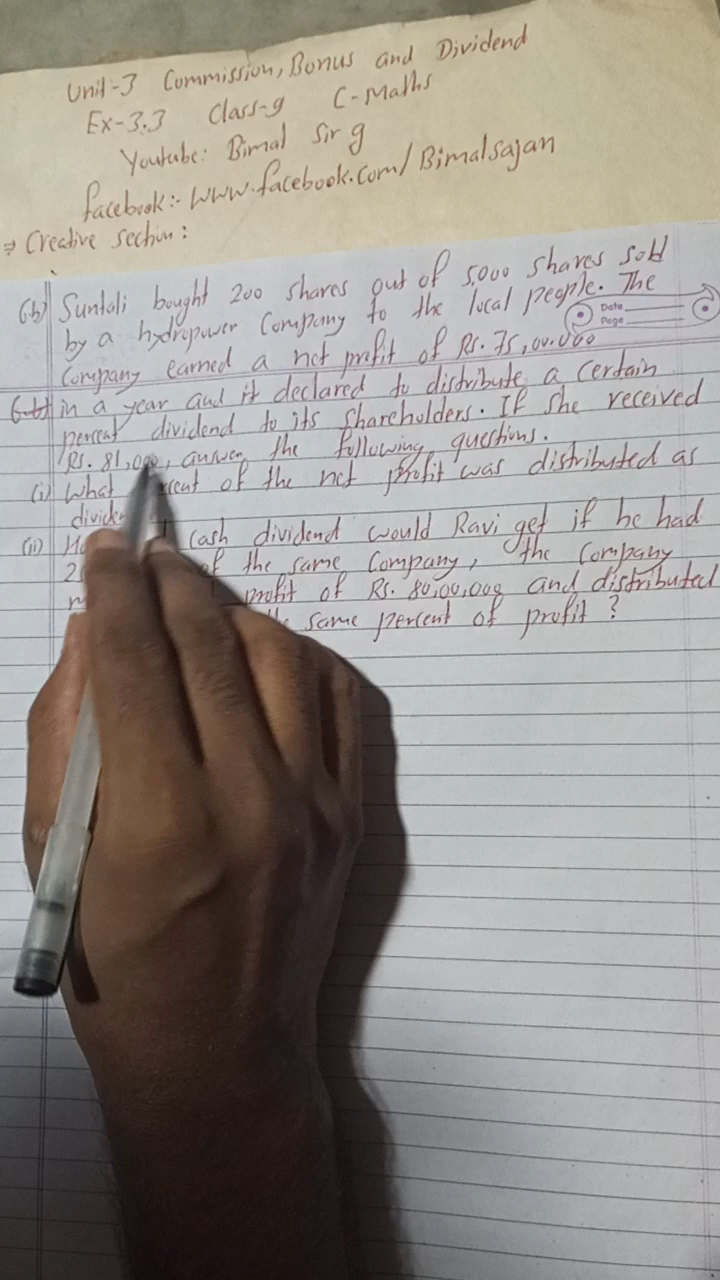 Unit-3 Commission, Bonus and Dividend
Ex-3.3 Class-9 C-Maths
Youtube: Bimal Sir g
facebook:- www.facebook.com/Bimalsajan
⇒ Creative section:
6b) Suntali bought 200 shares out of 5000 shares sold
by a hydropower Company to the local people. The
Date
Page
Company earned a net profit of Rs. 75,00,000
in a year and it declared to distribute a certain
percent dividend to its shareholders. If she received
Rs. 81,000, answer the following questions.
(i) What of the net profit was distributed as
(ii) cash dividend would Ravi get if he had
of the same Company, the Company
profit of Rs. 80,00,000 and distributed
same percent of profit?